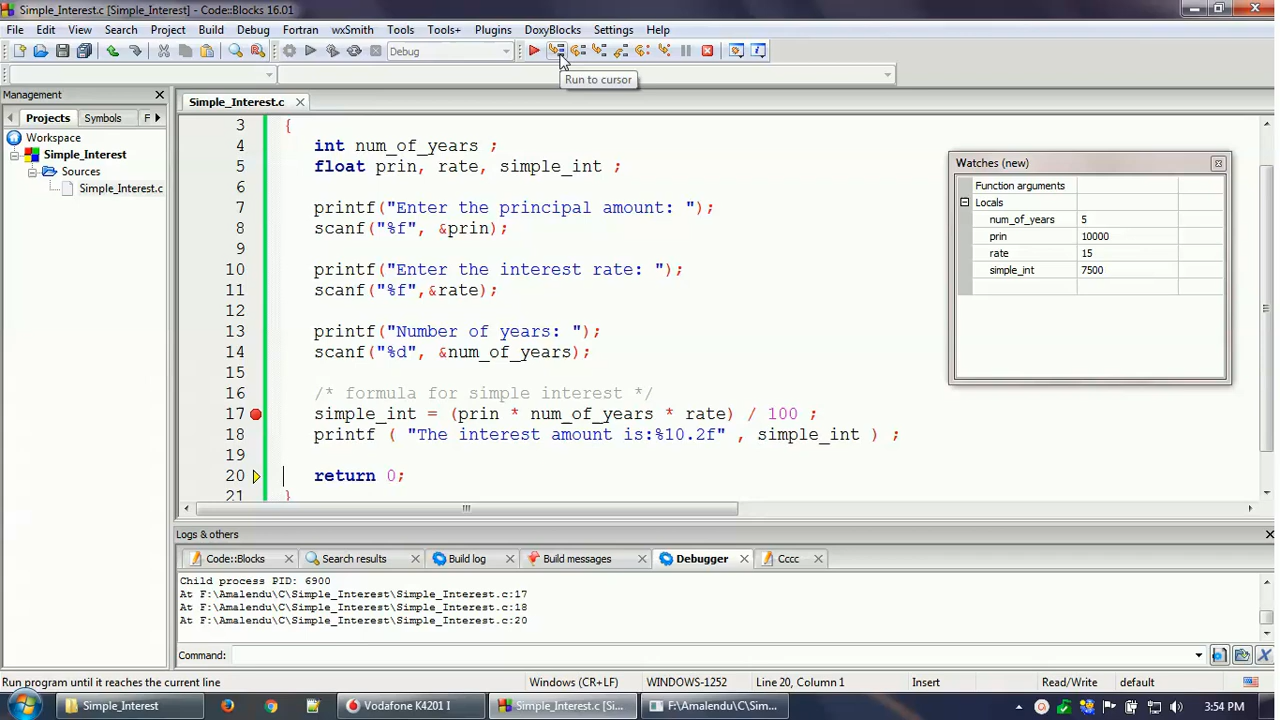 Simple_Interest.c [Simple_Interest] - Code::Blocks 16.01
File Edit View Search Project Build Debug wxSmith Tools Tools+ Plugins DoxyBlocks Settings Help
Debug
Run to cursor
Management
Simple_Interest.c
Projects Symbols F
Workspace
Simple_Interest
Sources
Simple_Interest.c
3 {
4 int num_of_years ;
5 float prin, rate, simple_int ;
6
7 printf("Enter the principal amount: ");
8 scanf("%f", &prin);
9
10 printf("Enter the interest rate: ");
11 scanf("%f",&rate);
12
13 printf("Number of years: ");
14 scanf("%d", &num_of_years);
15
16 /* formula for simple interest */
17 simple_int = (prin * num_of_years * rate) / 100 ;
18 printf ( "The interest amount is:%10.2f" , simple_int ) ;
19
20 return 0;
21 }
Watches (new)
Function arguments
Locals
num_of_years 5
prin 10000
rate 15
simple_int 7500
Logs & others
Code::Blocks Search results Build log Build messages Debugger Cccc
Child process PID: 6900
At F:\Amalendu\C\Simple_Interest\Simple_Interest.c:17
At F:\Amalendu\C\Simple_Interest\Simple_Interest.c:18
At F:\Amalendu\C\Simple_Interest\Simple_Interest.c:20
Command:
Run program until it reaches the current line Windows (CR+LF) WINDOWS-1252 Line 20, Column 1 Insert Read/Write default
Simple_Interest Vodafone K4201 I Simple_Interest.c [Si... F:\Amalendu\C\Sim... 3:54 PM